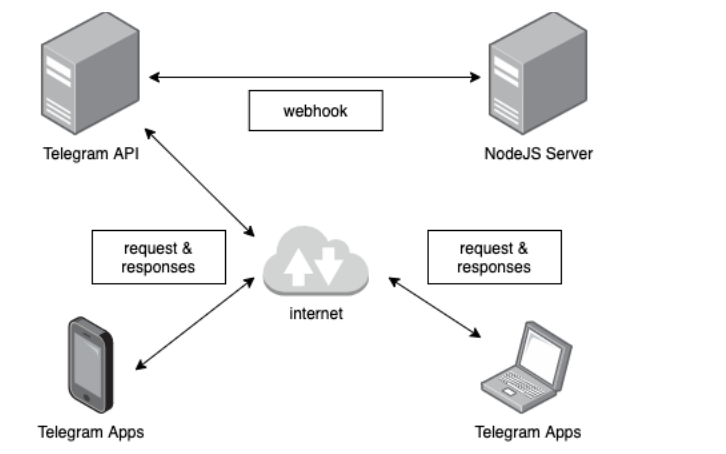 webhook
Telegram API
NodeJS Server
request &
responses
request &
responses
internet
Telegram Apps
Telegram Apps